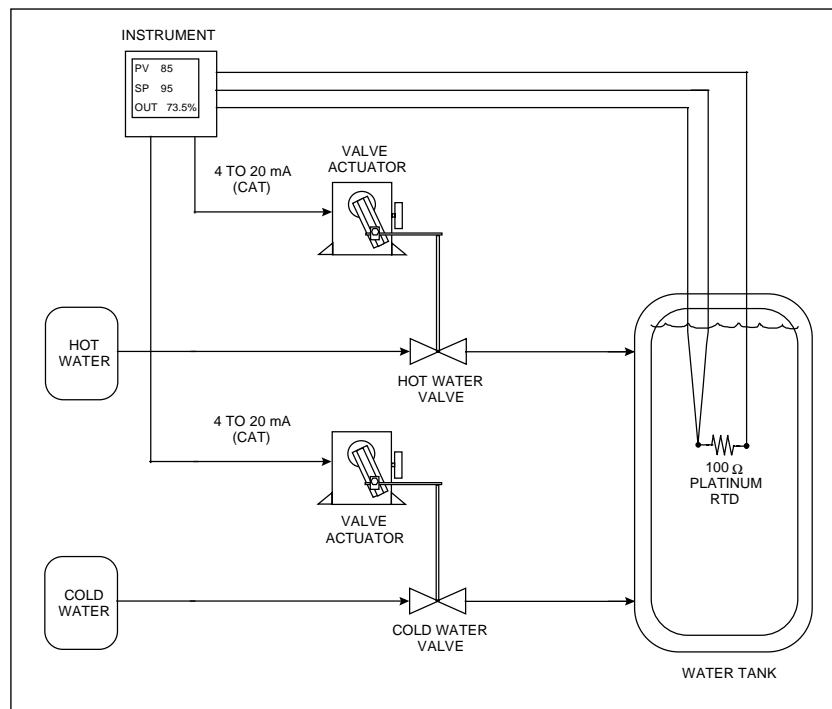 INSTRUMENT
PV 85
SP 95
OUT 73.5%
4 TO 20 mA
(CAT)
VALVE
ACTUATOR
HOT
WATER
HOT WATER
VALVE
4 TO 20 mA
(CAT)
VALVE
ACTUATOR
100 Ω
PLATINUM
RTD
COLD
WATER
COLD WATER
VALVE
WATER TANK